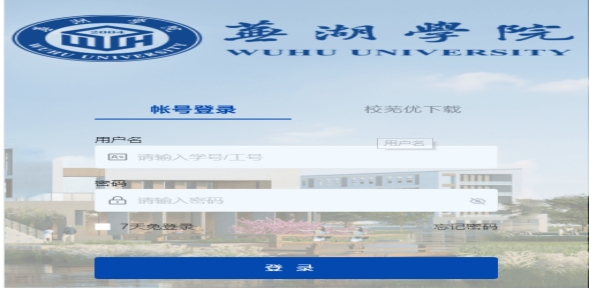 2004
蕪湖學院
WUHU UNIVERSITY
帐号登录 校芜优下载
用户名
用户名
请输入学号/工号
密码
请输入密码
7天免登录 忘记密码
登 录